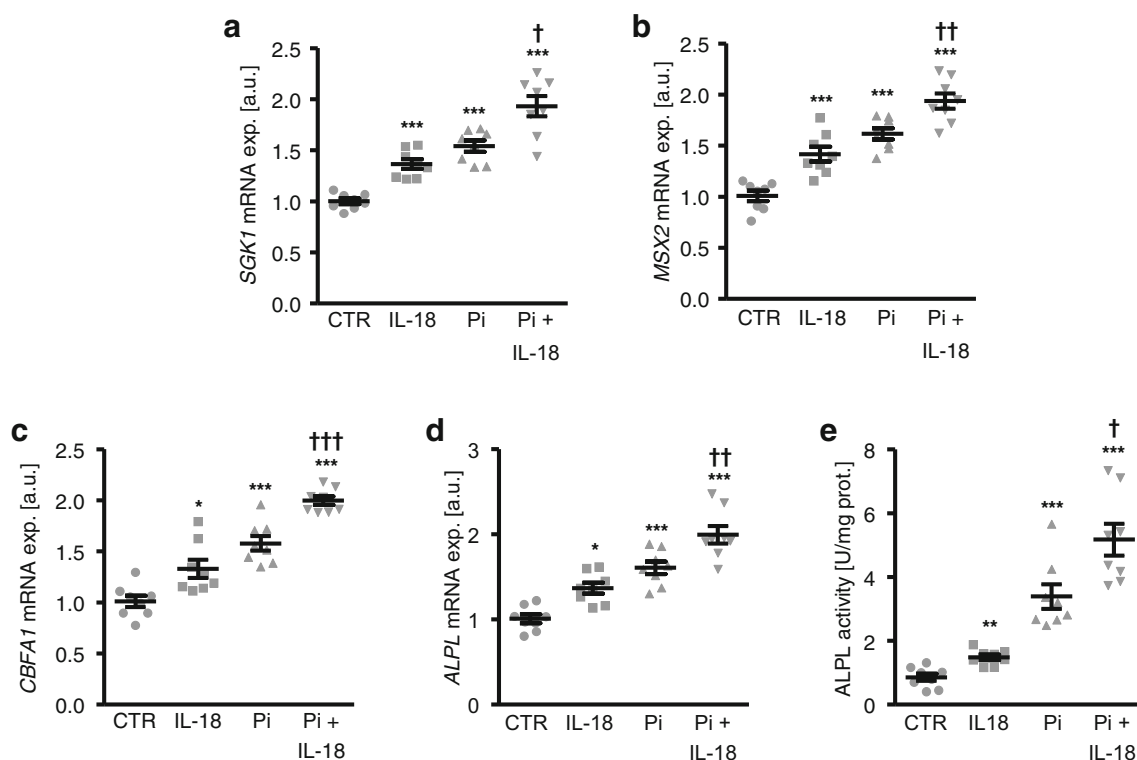 a
†
***
***
***
2.5
2.0
1.5
1.0
0.5
0.0
SGK1 mRNA exp. [a.u.]
CTR IL-18 Pi Pi +
IL-18
b
††
***
***
***
2.5
2.0
1.5
1.0
0.5
0.0
MSX2 mRNA exp. [a.u.]
CTR IL-18 Pi Pi +
IL-18
c
†††
***
***
*
2.5
2.0
1.5
1.0
0.5
0.0
CBFA1 mRNA exp. [a.u.]
CTR IL-18 Pi Pi +
IL-18
d
††
***
***
*
3
2
1
0
ALPL mRNA exp. [a.u.]
CTR IL-18 Pi Pi +
IL-18
e
†
***
***
**
8
6
4
2
0
ALPL activity [U/mg prot.]
CTR IL18 Pi Pi +
IL-18